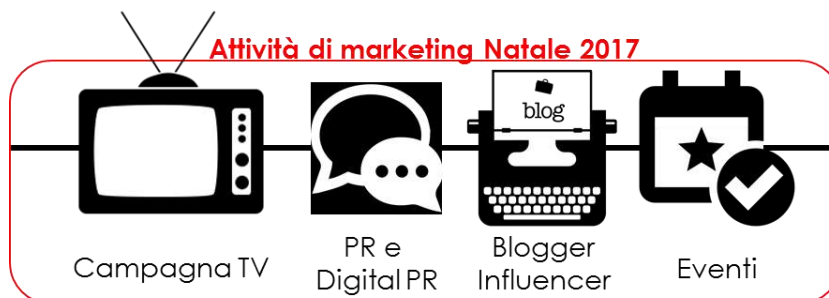 Attività di marketing Natale 2017
blog
Campagna TV
PR e
Digital PR
Blogger
Influencer
Eventi